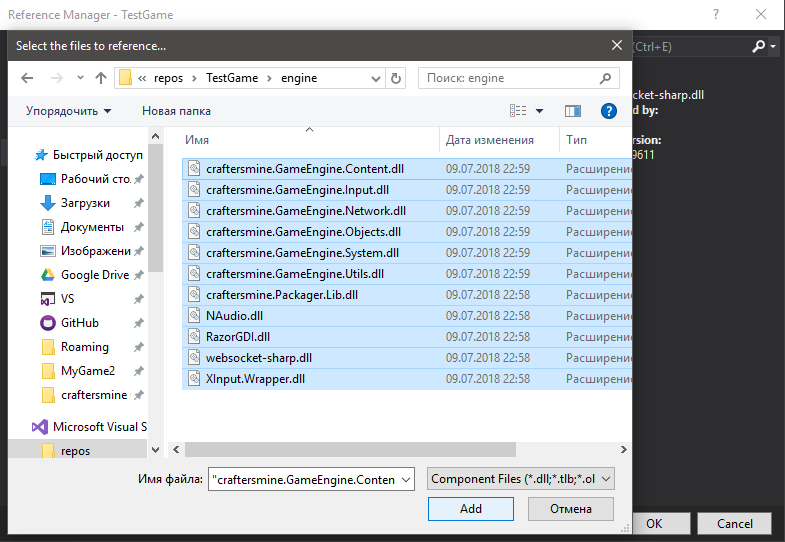 Reference Manager - TestGame
?
Select the files to reference...
(Ctrl+E)
« repos > TestGame > engine
Поиск: engine
Упорядочить
Новая папка
?
Имя
Дата изменения
Тип
Быстрый доступ
Рабочий сто.
Загрузки
Документы
Изображени
Google Drive
VS
GitHub
Roaming
MyGame2
craftersmine
Microsoft Visual S
repos
craftersmine.GameEngine.Content.dll 09.07.2018 22:59 Расширение
craftersmine.GameEngine.Input.dll 09.07.2018 22:59 Расширение
craftersmine.GameEngine.Network.dll 09.07.2018 22:59 Расширение
craftersmine.GameEngine.Objects.dll 09.07.2018 22:59 Расширение
craftersmine.GameEngine.System.dll 09.07.2018 22:59 Расширение
craftersmine.GameEngine.Utils.dll 09.07.2018 22:59 Расширение
craftersmine.Packager.Lib.dll 09.07.2018 22:58 Расширение
NAudio.dll 09.07.2018 22:58 Расширение
RazorGDI.dll 09.07.2018 22:58 Расширение
websocket-sharp.dll 09.07.2018 22:58 Расширение
XInput.Wrapper.dll 09.07.2018 22:58 Расширение
cket-sharp.dll
d by:
rsion:
9611
Имя файла:
"craftersmine.GameEngine.Conten
Component Files (*.dll;*.tlb;*.ol
Add
Отмена
OK
Cancel